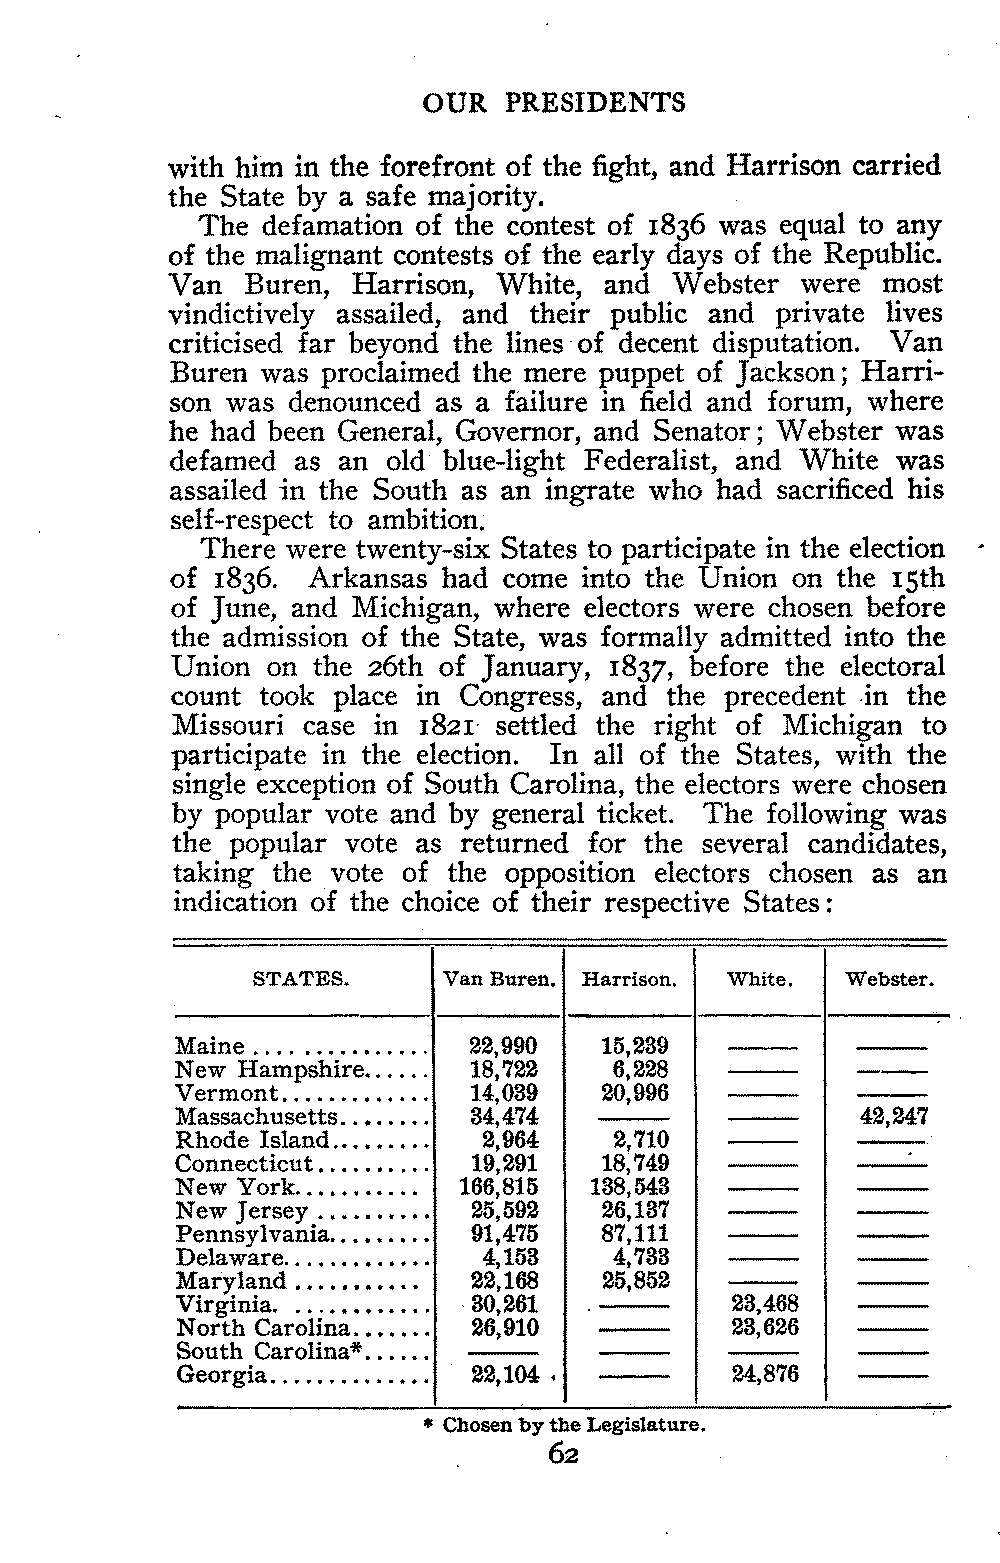 OUR PRESIDENTS
with him in the forefront of the fight, and Harrison carried
the State by a safe majority.
The defamation of the contest of 1836 was equal to any
of the malignant contests of the early days of the Republic.
Van Buren, Harrison, White, and Webster were most
vindictively assailed, and their public and private lives
criticised far beyond the lines of decent disputation. Van
Buren was proclaimed the mere puppet of Jackson; Harri-
son was denounced as a failure in field and forum, where
he had been General, Governor, and Senator; Webster was
defamed as an old blue-light Federalist, and White was
assailed in the South as an ingrate who had sacrificed his
self-respect to ambition.
There were twenty-six States to participate in the election
of 1836. Arkansas had come into the Union on the 15th
of June, and Michigan, where electors were chosen before
the admission of the State, was formally admitted into the
Union on the 26th of January, 1837, before the electoral
count took place in Congress, and the precedent in the
Missouri case in 1821 settled the right of Michigan to
participate in the election. In all of the States, with the
single exception of South Carolina, the electors were chosen
by popular vote and by general ticket. The following was
the popular vote as returned for the several candidates,
taking the vote of the opposition electors chosen as an
indication of the choice of their respective States:
STATES. Van Buren. Harrison. White. Webster.
Maine............... 22,990 15,239 —— ——
New Hampshire...... 18,722 6,228 —— ——
Vermont............. 14,039 20,996 —— ——
Massachusetts........ 34,474 —— —— 42,247
Rhode Island......... 2,964 2,710 —— ——
Connecticut.......... 19,291 18,749 —— ——
New York........... 166,815 138,543 —— ——
New Jersey .......... 25,592 26,137 —— ——
Pennsylvania......... 91,475 87,111 —— ——
Delaware............. 4,153 4,733 —— ——
Maryland ........... 22,168 25,852 —— ——
Virginia. ............ 30,261 —— 23,468 ——
North Carolina....... 26,910 —— 23,626 ——
South Carolina*...... —— —— —— ——
Georgia.............. 22,104 —— 24,876 ——
* Chosen by the Legislature.
62